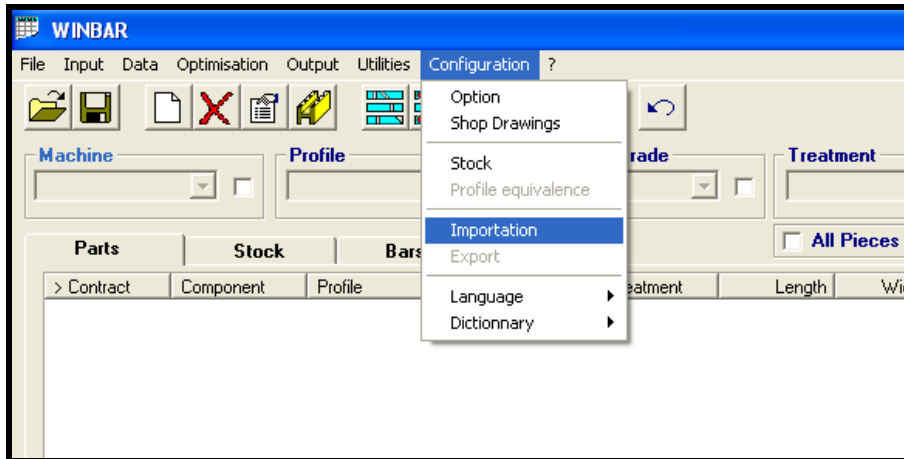 WINBAR
File Input Data Optimisation Output Utilities Configuration ?
Option
Shop Drawings
Machine Profile rade Treatment
Stock
Profile equivalence
Importation
Export
Parts Stock Bars All Pieces
> Contract Component Profile eatment Length Wi
Language
Dictionnary